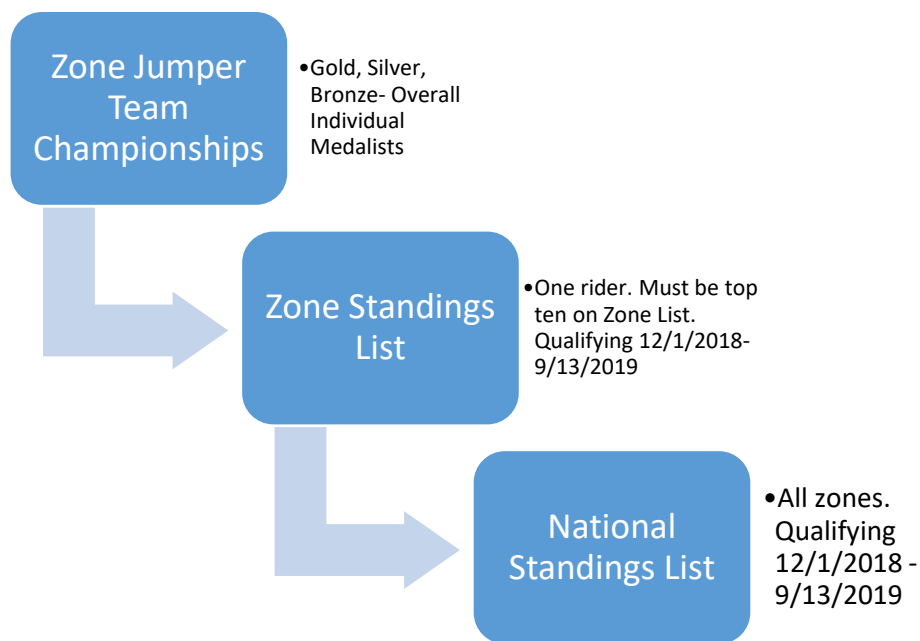 Zone Jumper
Team
Championships
•Gold, Silver,
Bronze- Overall
Individual
Medalists
Zone Standings
List
•One rider. Must be top
ten on Zone List.
Qualifying 12/1/2018-
9/13/2019
National
Standings List
•All zones.
Qualifying
12/1/2018 -
9/13/2019